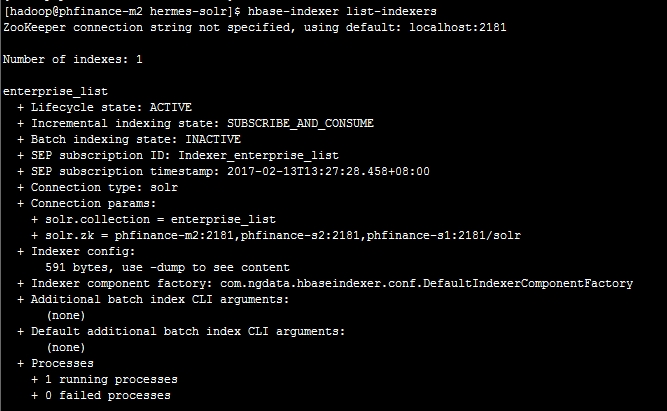 [hadoop@phfinance-m2 hermes-solr]$ hbase-indexer list-indexers
ZooKeeper connection string not specified, using default: localhost:2181
Number of indexes: 1
enterprise_list
+ Lifecycle state: ACTIVE
+ Incremental indexing state: SUBSCRIBE_AND_CONSUME
+ Batch indexing state: INACTIVE
+ SEP subscription ID: Indexer_enterprise_list
+ SEP subscription timestamp: 2017-02-13T13:27:28.458+08:00
+ Connection type: solr
+ Connection params:
+ solr.collection = enterprise_list
+ solr.zk = phfinance-m2:2181,phfinance-s2:2181,phfinance-s1:2181/solr
+ Indexer config:
591 bytes, use -dump to see content
+ Indexer component factory: com.ngdata.hbaseindexer.conf.DefaultIndexerComponentFactory
+ Additional batch index CLI arguments:
(none)
+ Default additional batch index CLI arguments:
(none)
+ Processes
+ 1 running processes
+ 0 failed processes